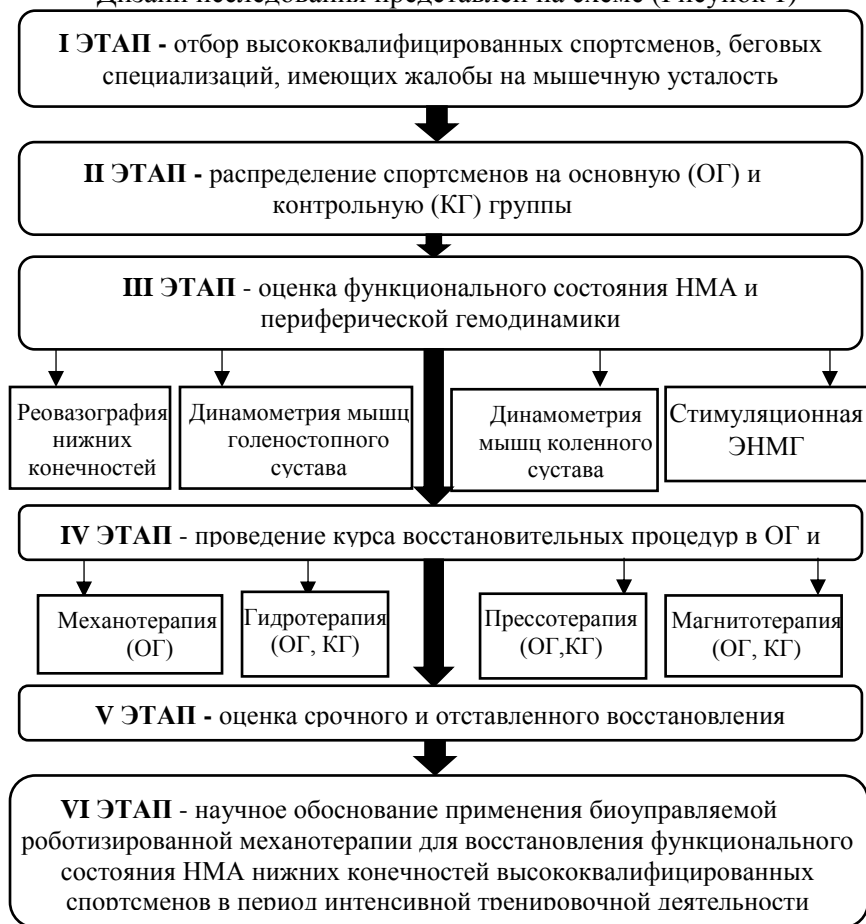 Дизайн исследования представлен на схеме (Рисунок 1)
I ЭТАП - отбор высококвалифицированных спортсменов, беговых
специализаций, имеющих жалобы на мышечную усталость
II ЭТАП - распределение спортсменов на основную (ОГ) и
контрольную (КГ) группы
III ЭТАП - оценка функционального состояния НМА и
периферической гемодинамики
Реовазография
нижних
конечностей
Динамометрия мышц
голеностопного
сустава
Динамометрия
мышц коленного
сустава
Стимуляционная
ЭНМГ
IV ЭТАП - проведение курса восстановительных процедур в ОГ и
Механотерапия
(ОГ)
Гидротерапия
(ОГ, КГ)
Прессотерапия
(ОГ,КГ)
Магнитотерапия
(ОГ, КГ)
V ЭТАП - оценка срочного и отставленного восстановления
VI ЭТАП - научное обоснование применения биоуправляемой
роботизированной механотерапии для восстановления функционального
состояния НМА нижних конечностей высококвалифицированных
спортсменов в период интенсивной тренировочной деятельности